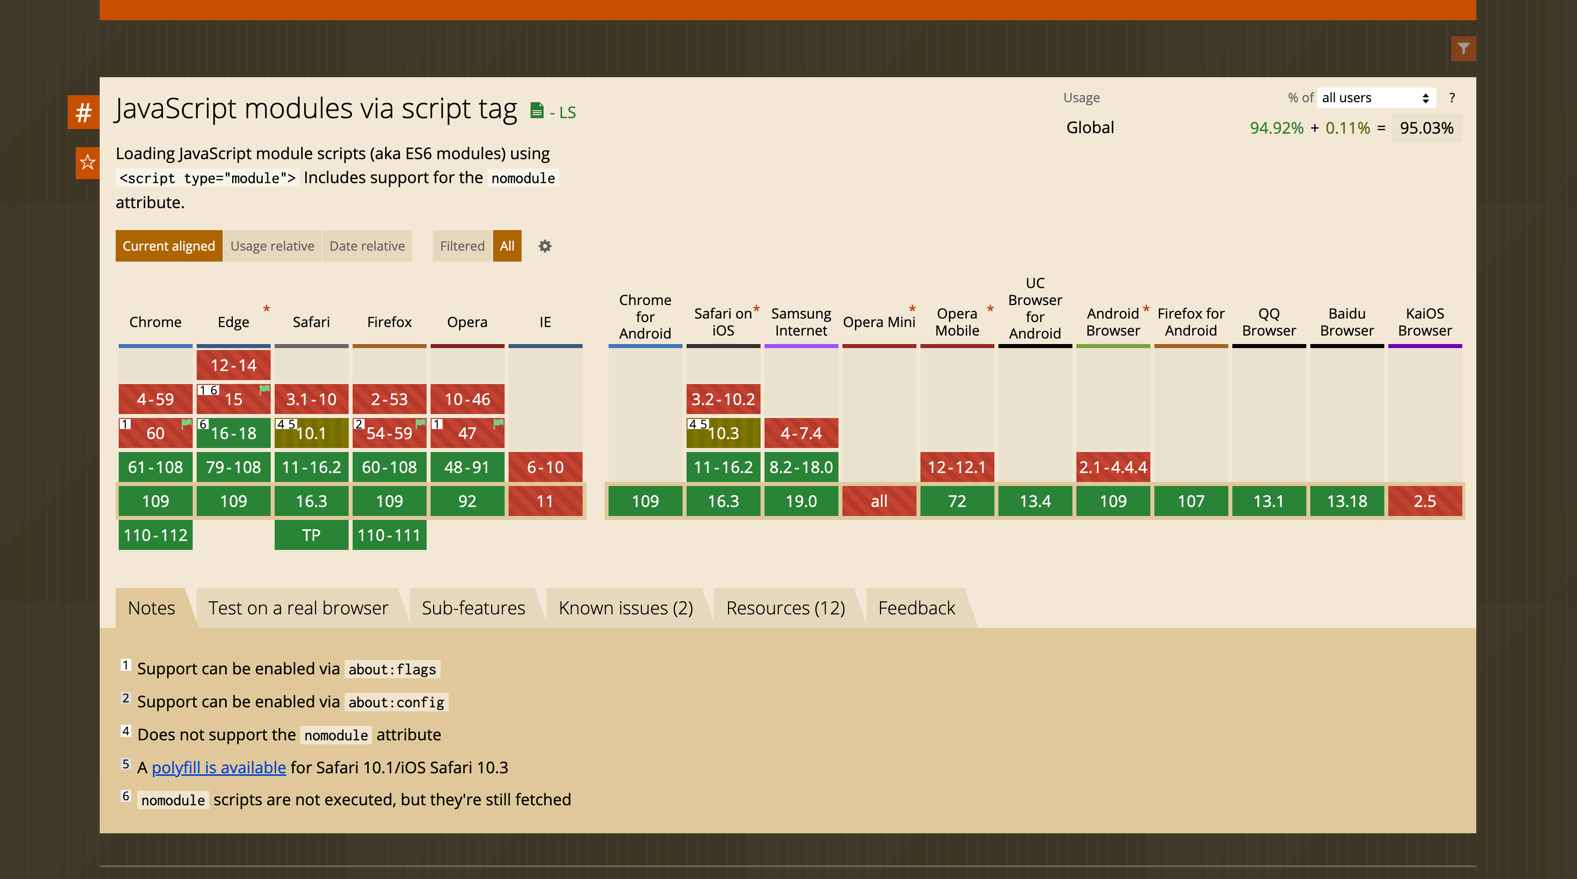 #
JavaScript modules via script tag - LS
Usage % of all users ?
Global 94.92% + 0.11% = 95.03%
Loading JavaScript module scripts (aka ES6 modules) using
<script type="module"> Includes support for the nomodule
attribute.
Current aligned Usage relative Date relative Filtered All
Chrome Edge * Safari Firefox Opera IE
Chrome for Android Safari on iOS * Samsung Internet Opera Mini * Opera Mobile * UC Browser for Android Android Browser * Firefox for Android QQ Browser Baidu Browser KaiOS Browser
12-14
4-59 1 6 15 3.1-10 2-53 10-46 3.2-10.2
1 60 6 16-18 4 5 10.1 2 54-59 1 47 4 5 10.3 4-7.4
61-108 79-108 11-16.2 60-108 48-91 6-10 11-16.2 8.2-18.0 12-12.1 2.1-4.4.4
109 109 16.3 109 92 11 109 16.3 19.0 all 72 13.4 109 107 13.1 13.18 2.5
110-112 TP 110-111
Notes Test on a real browser Sub-features Known issues (2) Resources (12) Feedback
1 Support can be enabled via about:flags
2 Support can be enabled via about:config
4 Does not support the nomodule attribute
5 A polyfill is available for Safari 10.1/iOS Safari 10.3
6 nomodule scripts are not executed, but they're still fetched